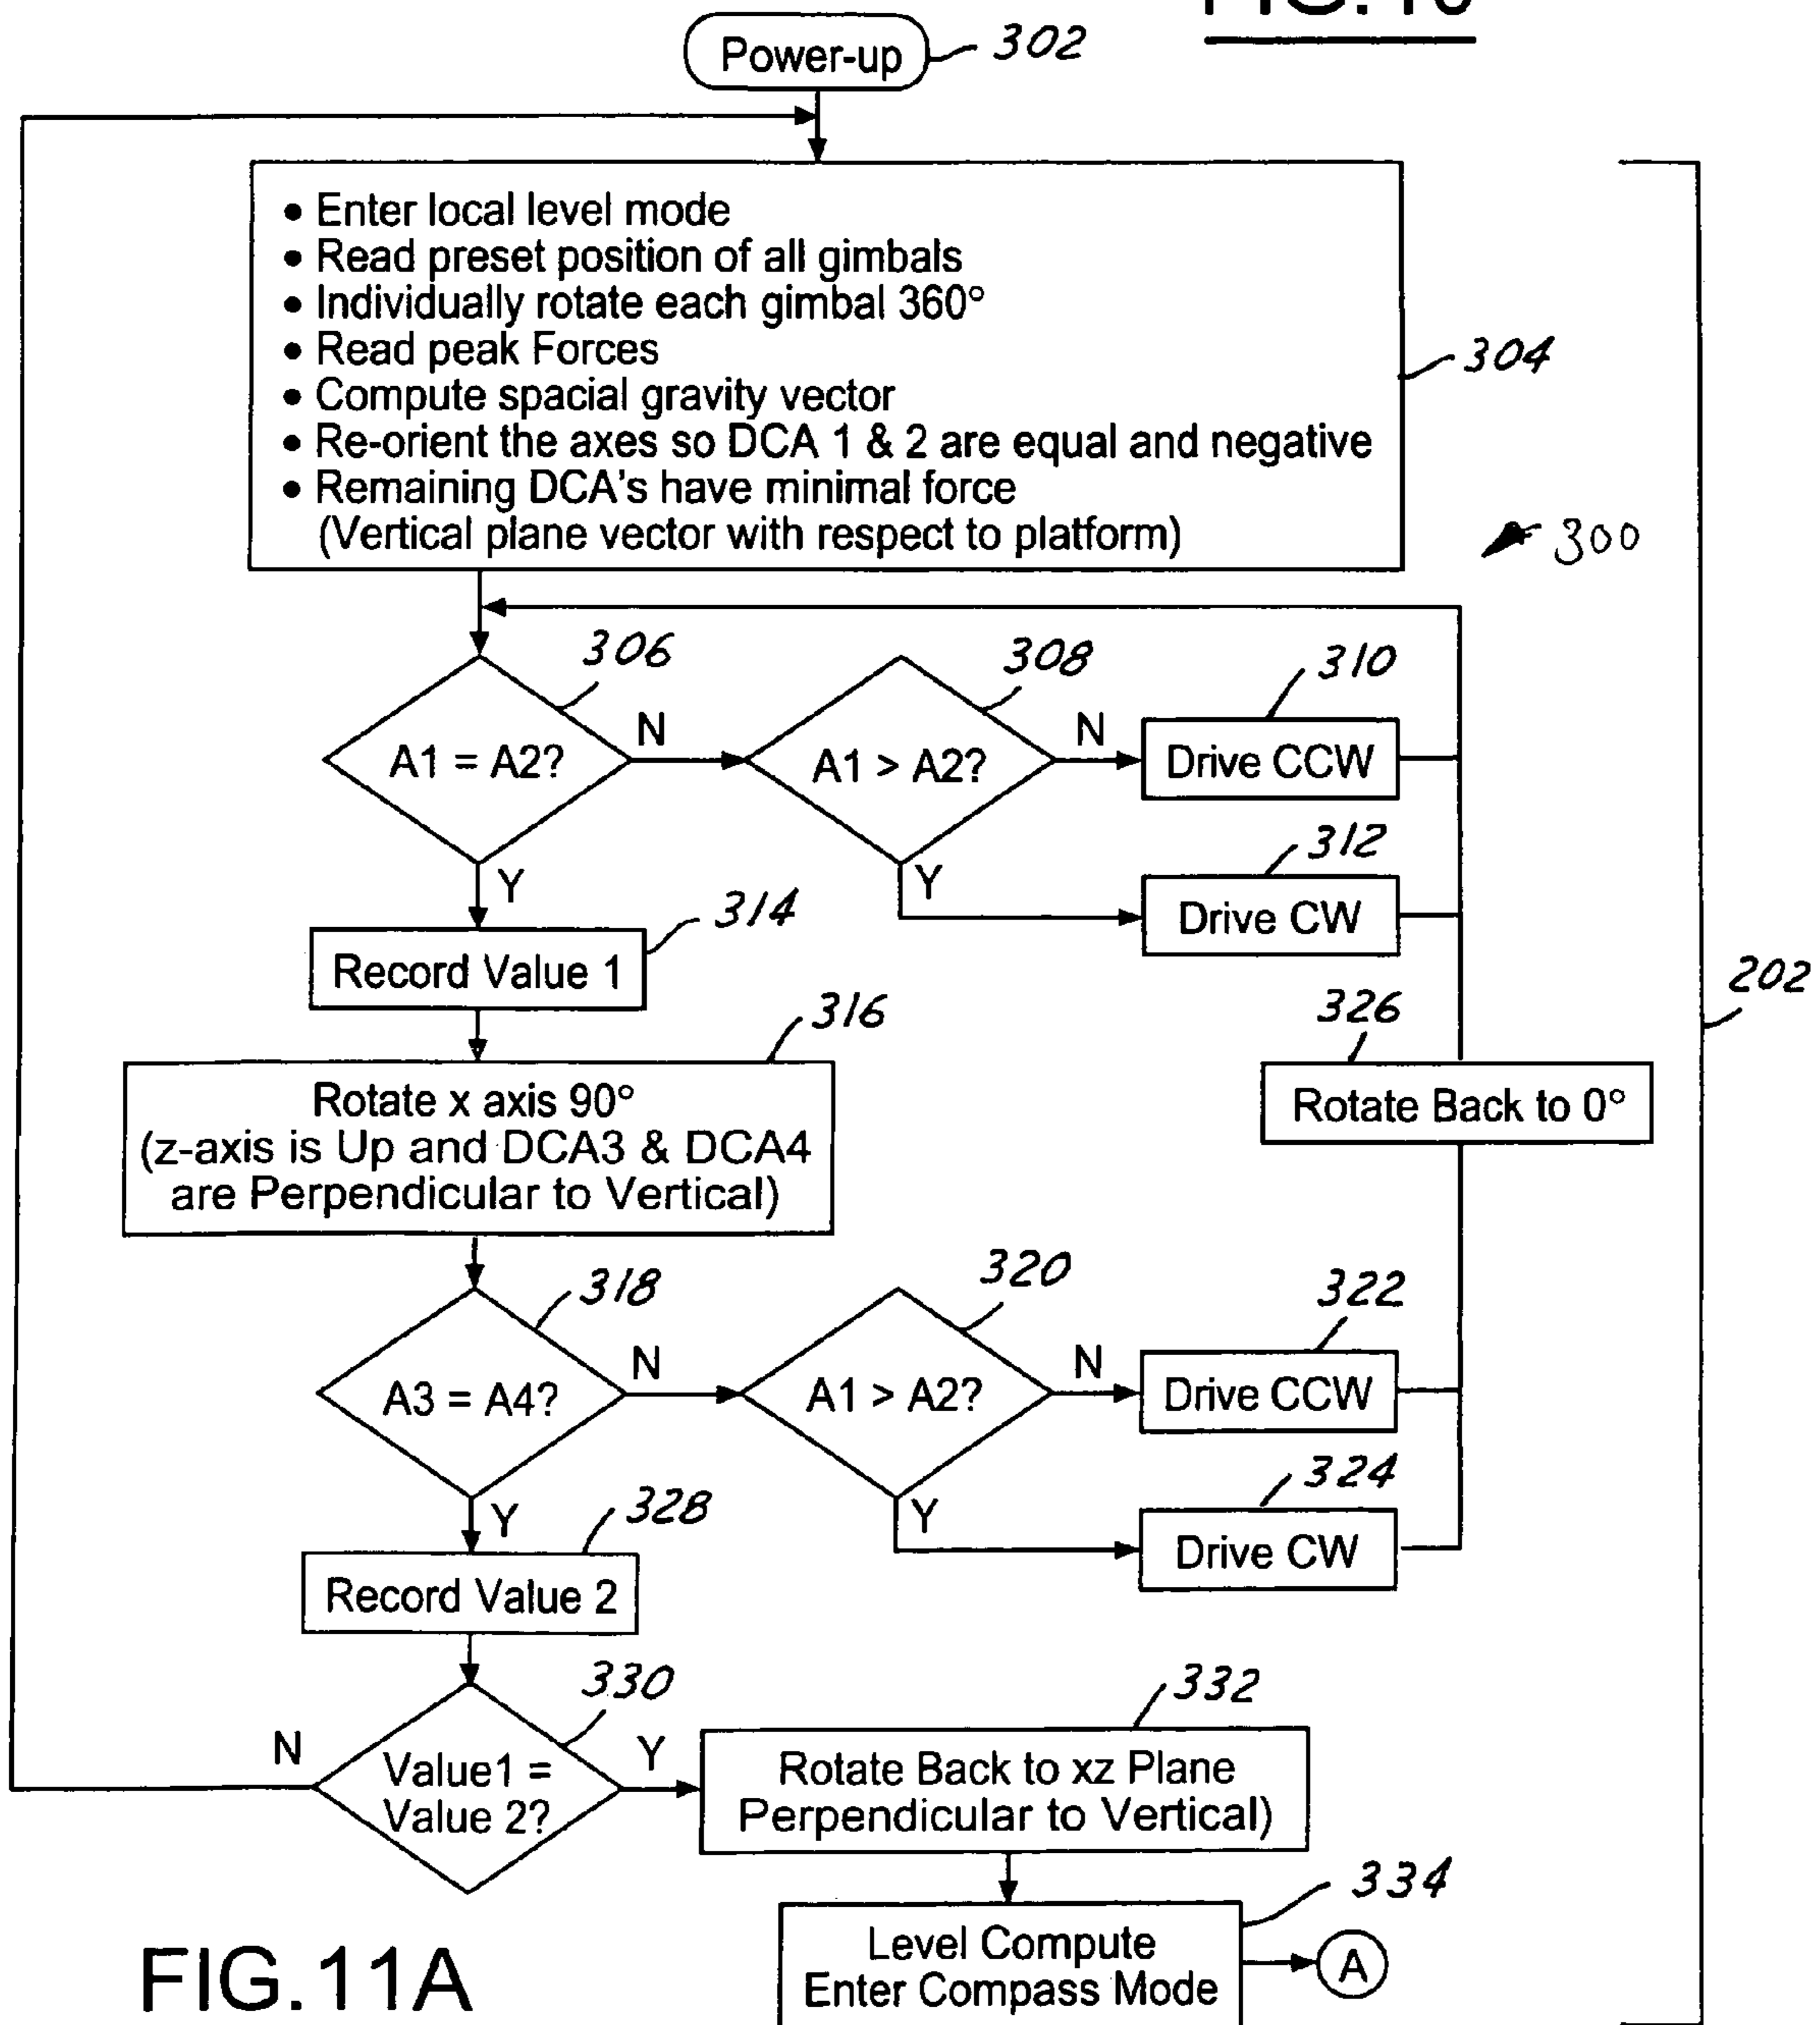 Power-up
302
• Enter local level mode
• Read preset position of all gimbals
• Individually rotate each gimbal 360°
• Read peak Forces
• Compute spacial gravity vector
• Re-orient the axes so DCA 1 & 2 are equal and negative
• Remaining DCA's have minimal force
(Vertical plane vector with respect to platform)
304
300
306
308
310
A1 = A2?
N
A1 > A2?
N
Drive CCW
312
Y
Y
Drive CW
314
Record Value 1
202
316
326
Rotate x axis 90°
(z-axis is Up and DCA3 & DCA4
are Perpendicular to Vertical)
Rotate Back to 0°
318
320
322
A3 = A4?
N
A1 > A2?
N
Drive CCW
324
Y
Y
Drive CW
328
Record Value 2
330
332
N
Value1 =
Value 2?
Y
Rotate Back to xz Plane
Perpendicular to Vertical)
334
Level Compute
Enter Compass Mode
A
FIG.11A